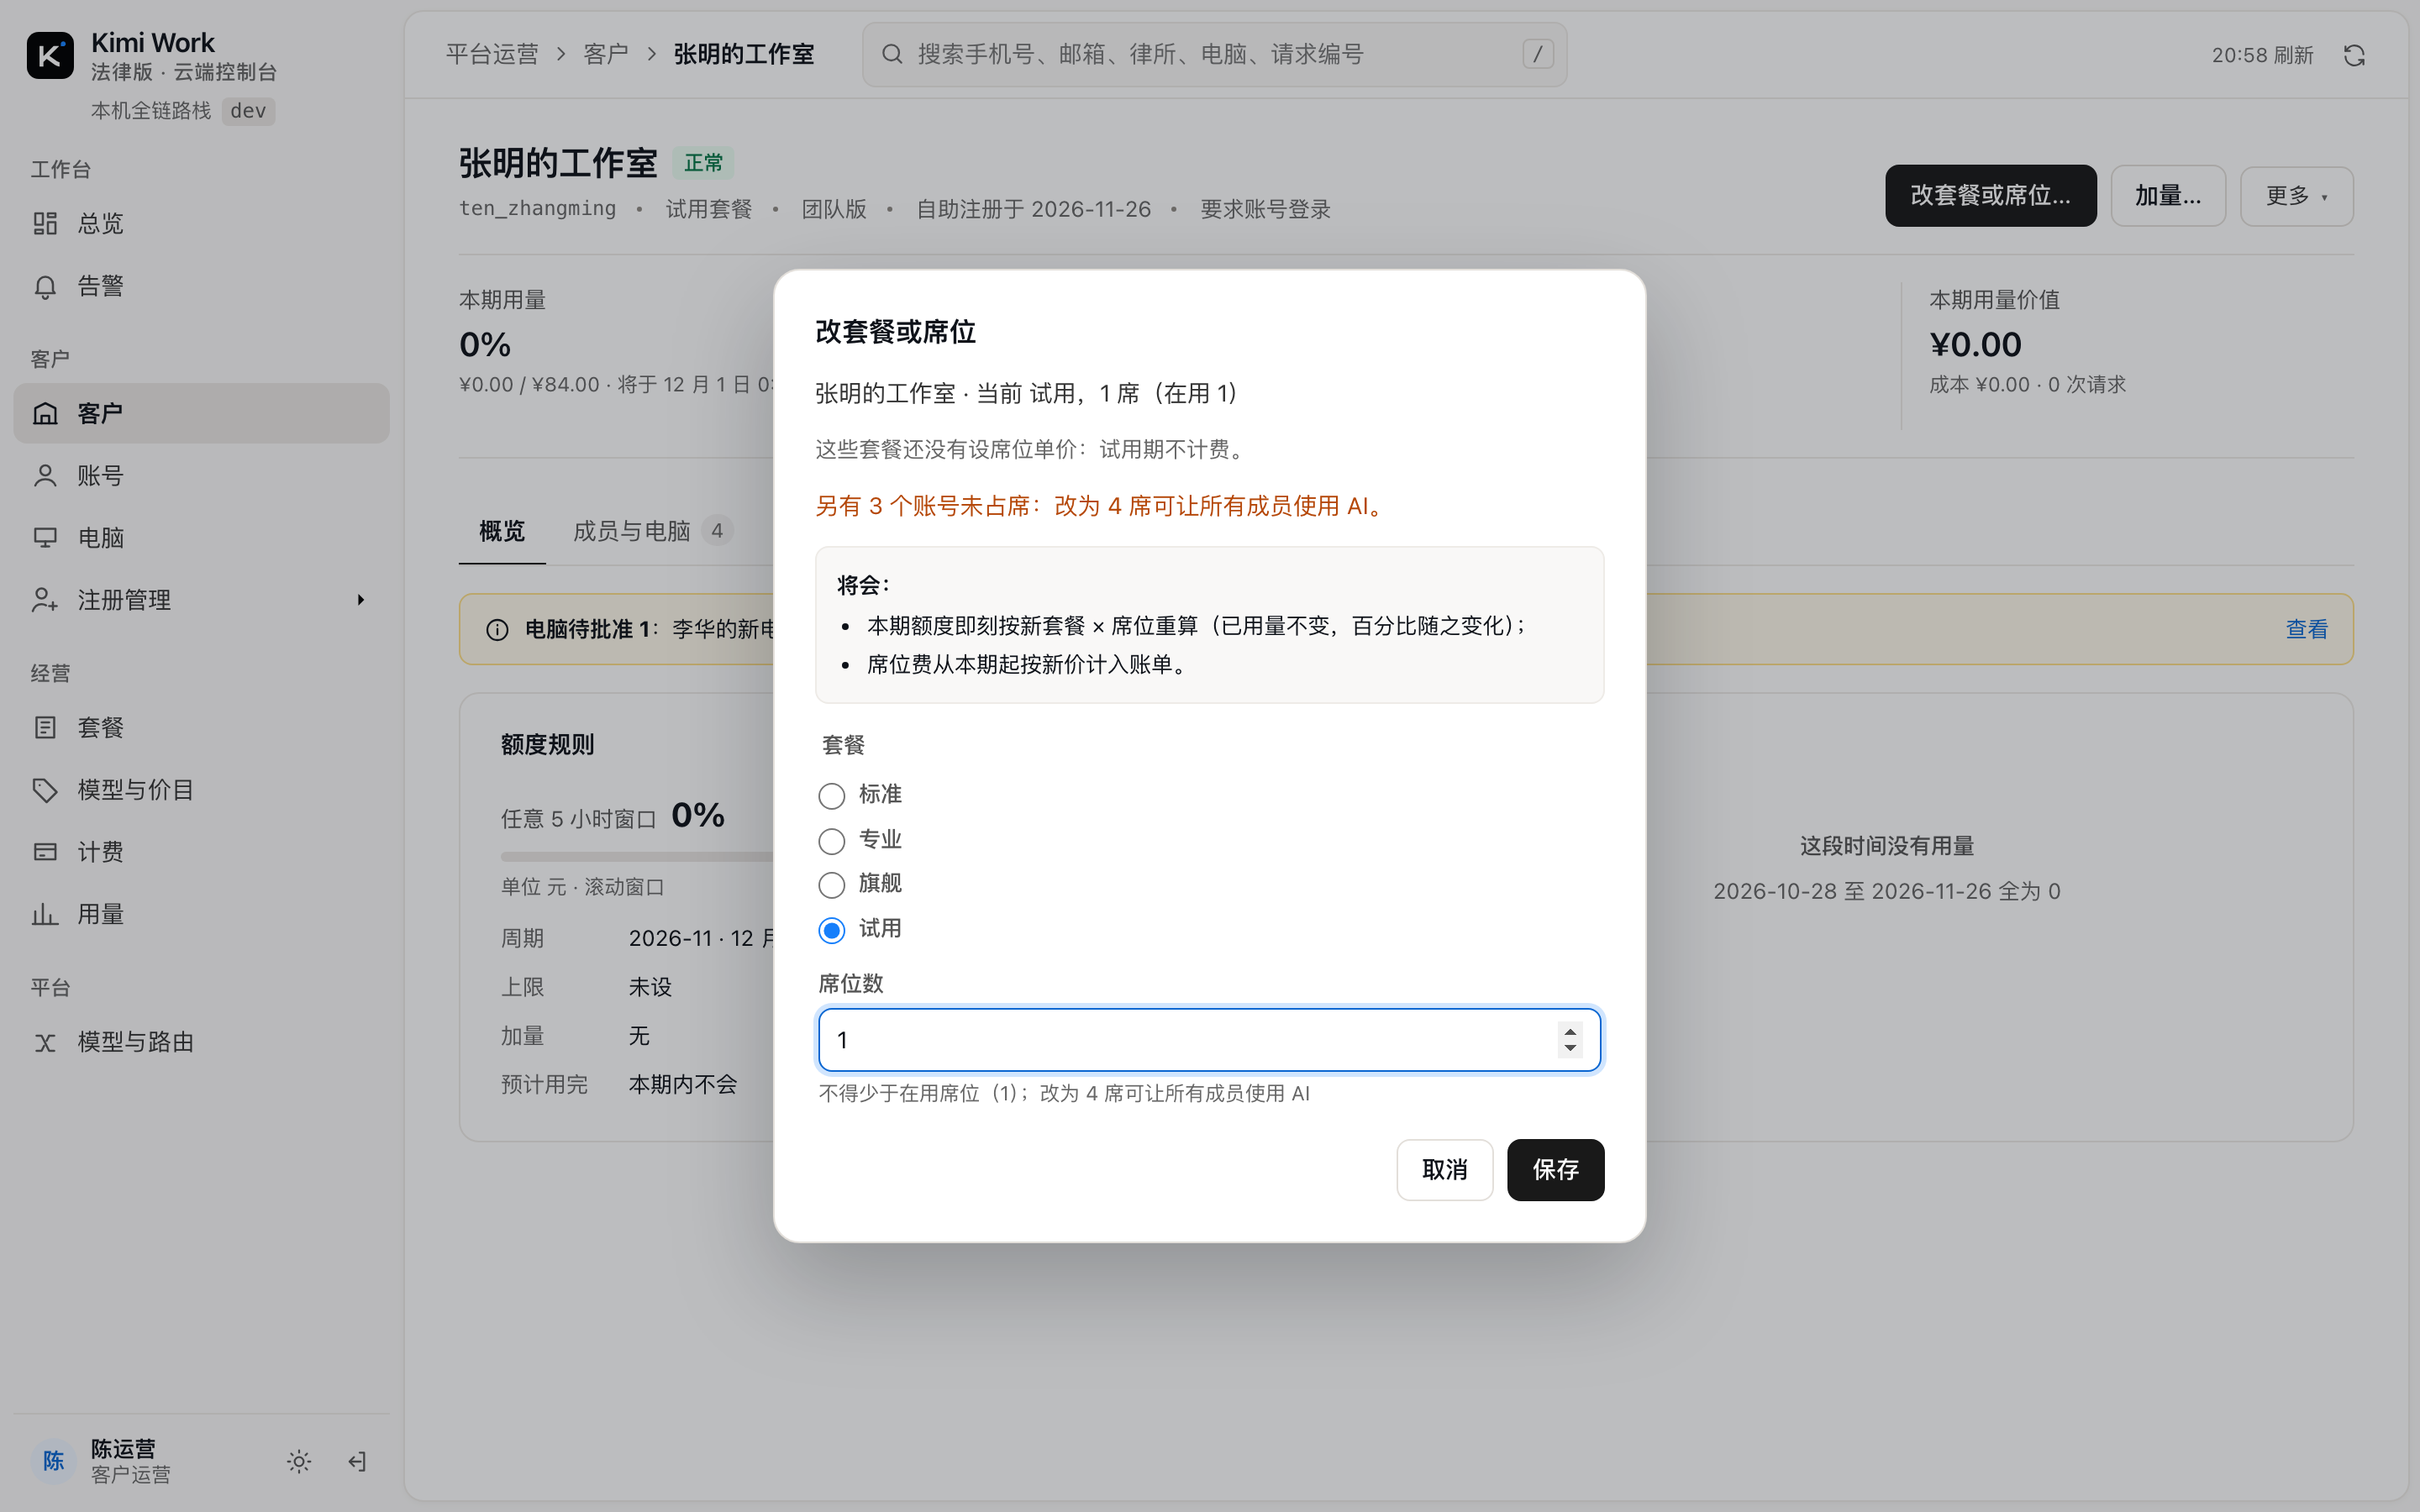 Kimi Work
法律版 · 云端控制台
本机全链路栈 dev
工作台
总览
告警
客户
客户
账号
电脑
注册管理
经营
套餐
模型与价目
计费
用量
平台
模型与路由
陈 陈运营
客户运营
平台运营 > 客户 > 张明的工作室
搜索手机号、邮箱、律所、电脑、请求编号 /
20:58 刷新
张明的工作室 正常
ten_zhangming • 试用套餐 • 团队版 • 自助注册于 2026-11-26 • 要求账号登录
改套餐或席位... 加量... 更多
本期用量
0%
¥0.00 / ¥84.00 · 将于 12 月 1 日
本期用量价值
¥0.00
成本 ¥0.00 · 0 次请求
概览 成员与电脑 4
电脑待批准 1：李华的新电
查看
额度规则
任意 5 小时窗口 0%
单位 元 · 滚动窗口
周期 2026-11 · 12 月
上限 未设
加量 无
预计用完 本期内不会
这段时间没有用量
2026-10-28 至 2026-11-26 全为 0
改套餐或席位
张明的工作室 · 当前 试用，1 席（在用 1）
这些套餐还没有设席位单价：试用期不计费。
另有 3 个账号未占席：改为 4 席可让所有成员使用 AI。
将会：
• 本期额度即刻按新套餐 × 席位重算（已用量不变，百分比随之变化）；
• 席位费从本期起按新价计入账单。
套餐
标准
专业
旗舰
试用
席位数
1
不得少于在用席位（1）；改为 4 席可让所有成员使用 AI
取消 保存